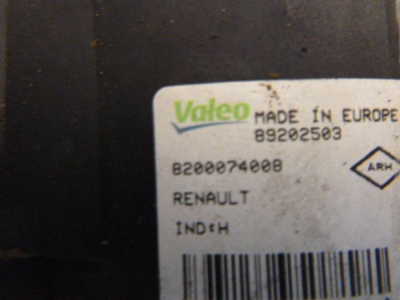 Valeo MADE IN EUROPE
89202503
8200074008
ARH
RENAULT
IND:H